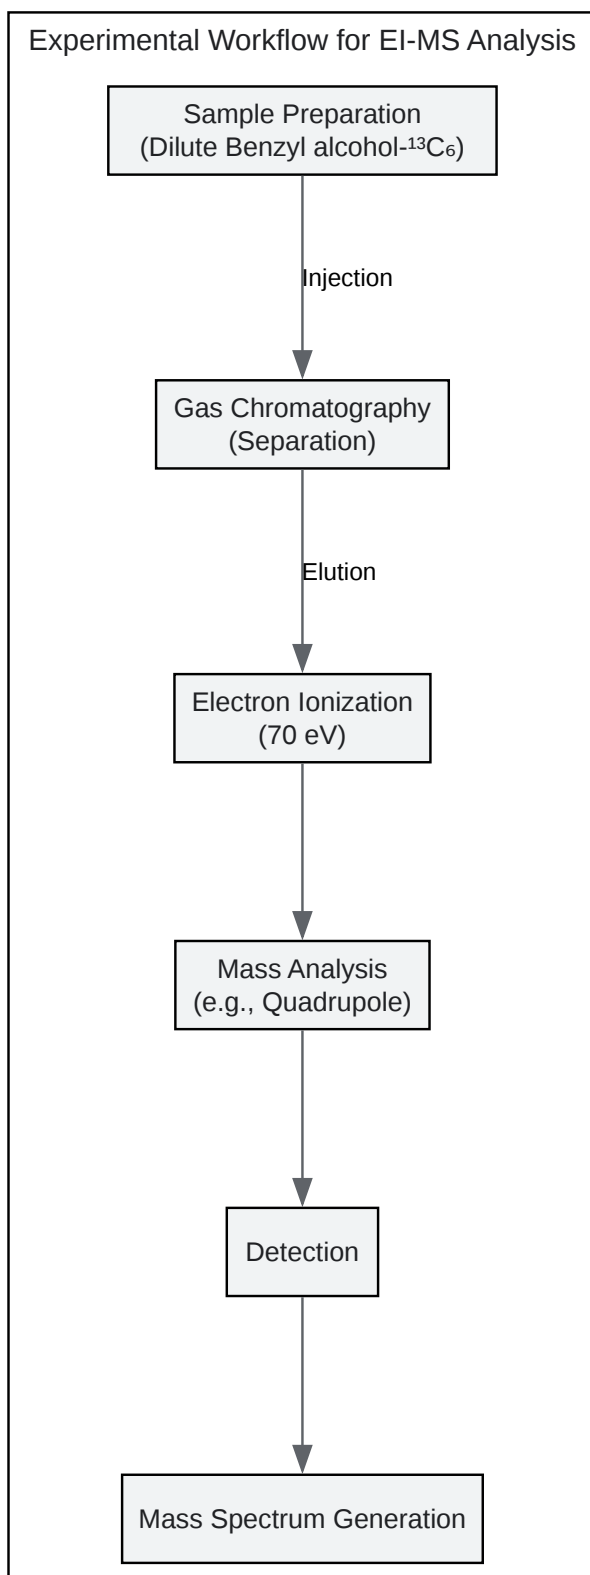 Experimental Workflow for EI-MS Analysis
Sample Preparation
(Dilute Benzyl alcohol-¹³C₆)
Injection
Gas Chromatography
(Separation)
Elution
Electron Ionization
(70 eV)
Mass Analysis
(e.g., Quadrupole)
Detection
Mass Spectrum Generation